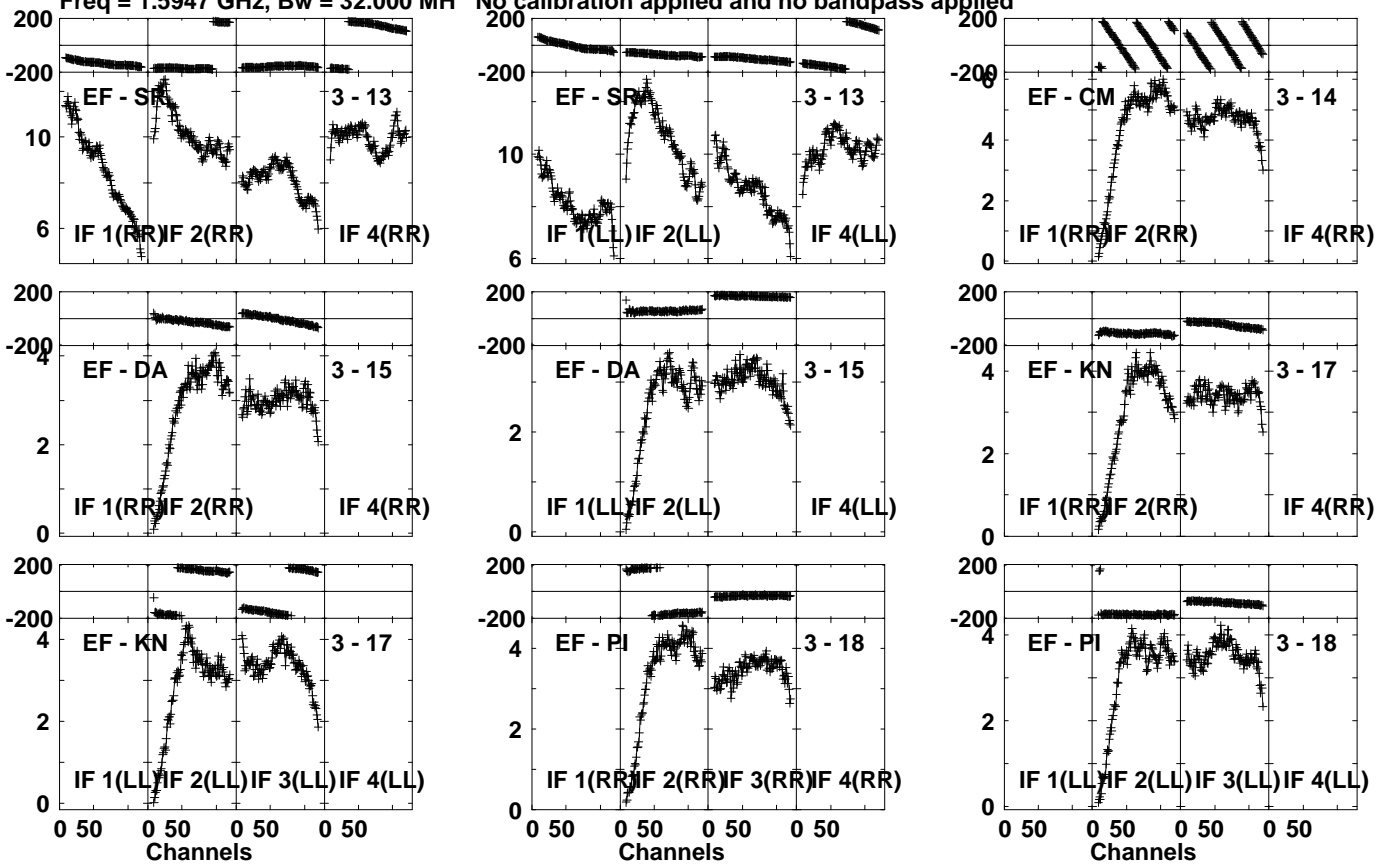 Freq = 1.5947 GHz, Bw = 32.000 MH No calibration applied and no bandpass applied
200
-200
EF - SR
3 - 13
10
6
IF 1(RR) IF 2(RR) IF 4(RR)
EF - SR
3 - 13
10
6
IF 1(LL) IF 2(LL) IF 4(LL)
200
-200
6
EF - CM
3 - 14
4
2
0
IF 1(RR) IF 2(RR) IF 4(RR)
200
-200
4
EF - DA
3 - 15
2
0
IF 1(RR) IF 2(RR) IF 4(RR)
EF - DA
3 - 15
2
IF 1(LL) IF 2(LL) IF 4(LL)
0
200
-200
EF - KN
3 - 17
4
2
0
IF 1(RR) IF 2(RR) IF 4(RR)
200
-200
EF - KN
3 - 17
4
2
0
IF 1(LL) IF 2(LL) IF 3(LL) IF 4(LL)
0 50 0 50 0 50 0 50
Channels
200
-200
EF - PI
3 - 18
4
2
0
IF 1(RR) IF 2(RR) IF 3(RR) IF 4(RR)
0 50 0 50 0 50 0 50
Channels
200
-200
EF - PI
3 - 18
4
2
0
IF 1(LL) IF 2(LL) IF 3(LL) IF 4(LL)
0 50 0 50 0 50 0 50
Channels